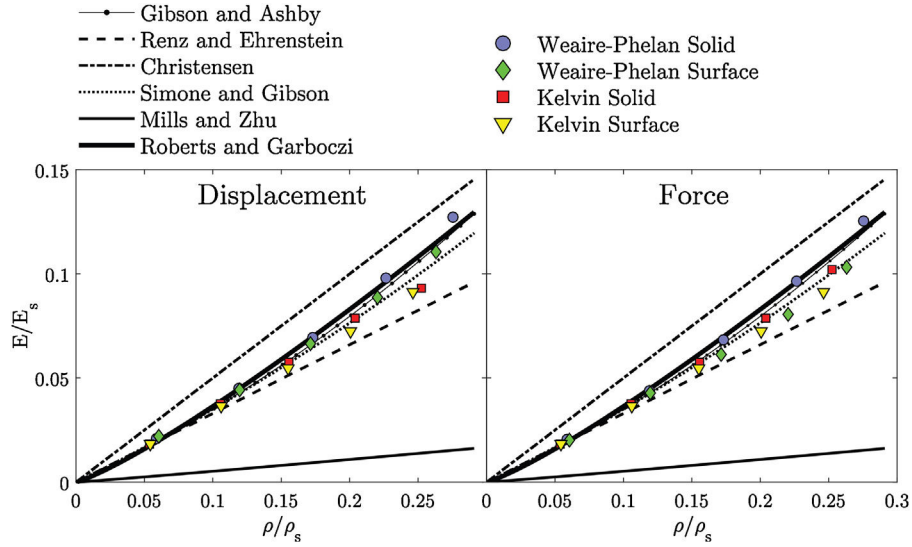 Gibson and Ashby
Renz and Ehrenstein
Christensen
Simone and Gibson
Mills and Zhu
Roberts and Garboczi
Weaire-Phelan Solid
Weaire-Phelan Surface
Kelvin Solid
Kelvin Surface
Displacement
Force
0.15
0.1
0.05
0
E/Es
0 0.05 0.1 0.15 0.2 0.25
0 0.05 0.1 0.15 0.2 0.25 0.3
ρ/ρs
ρ/ρs